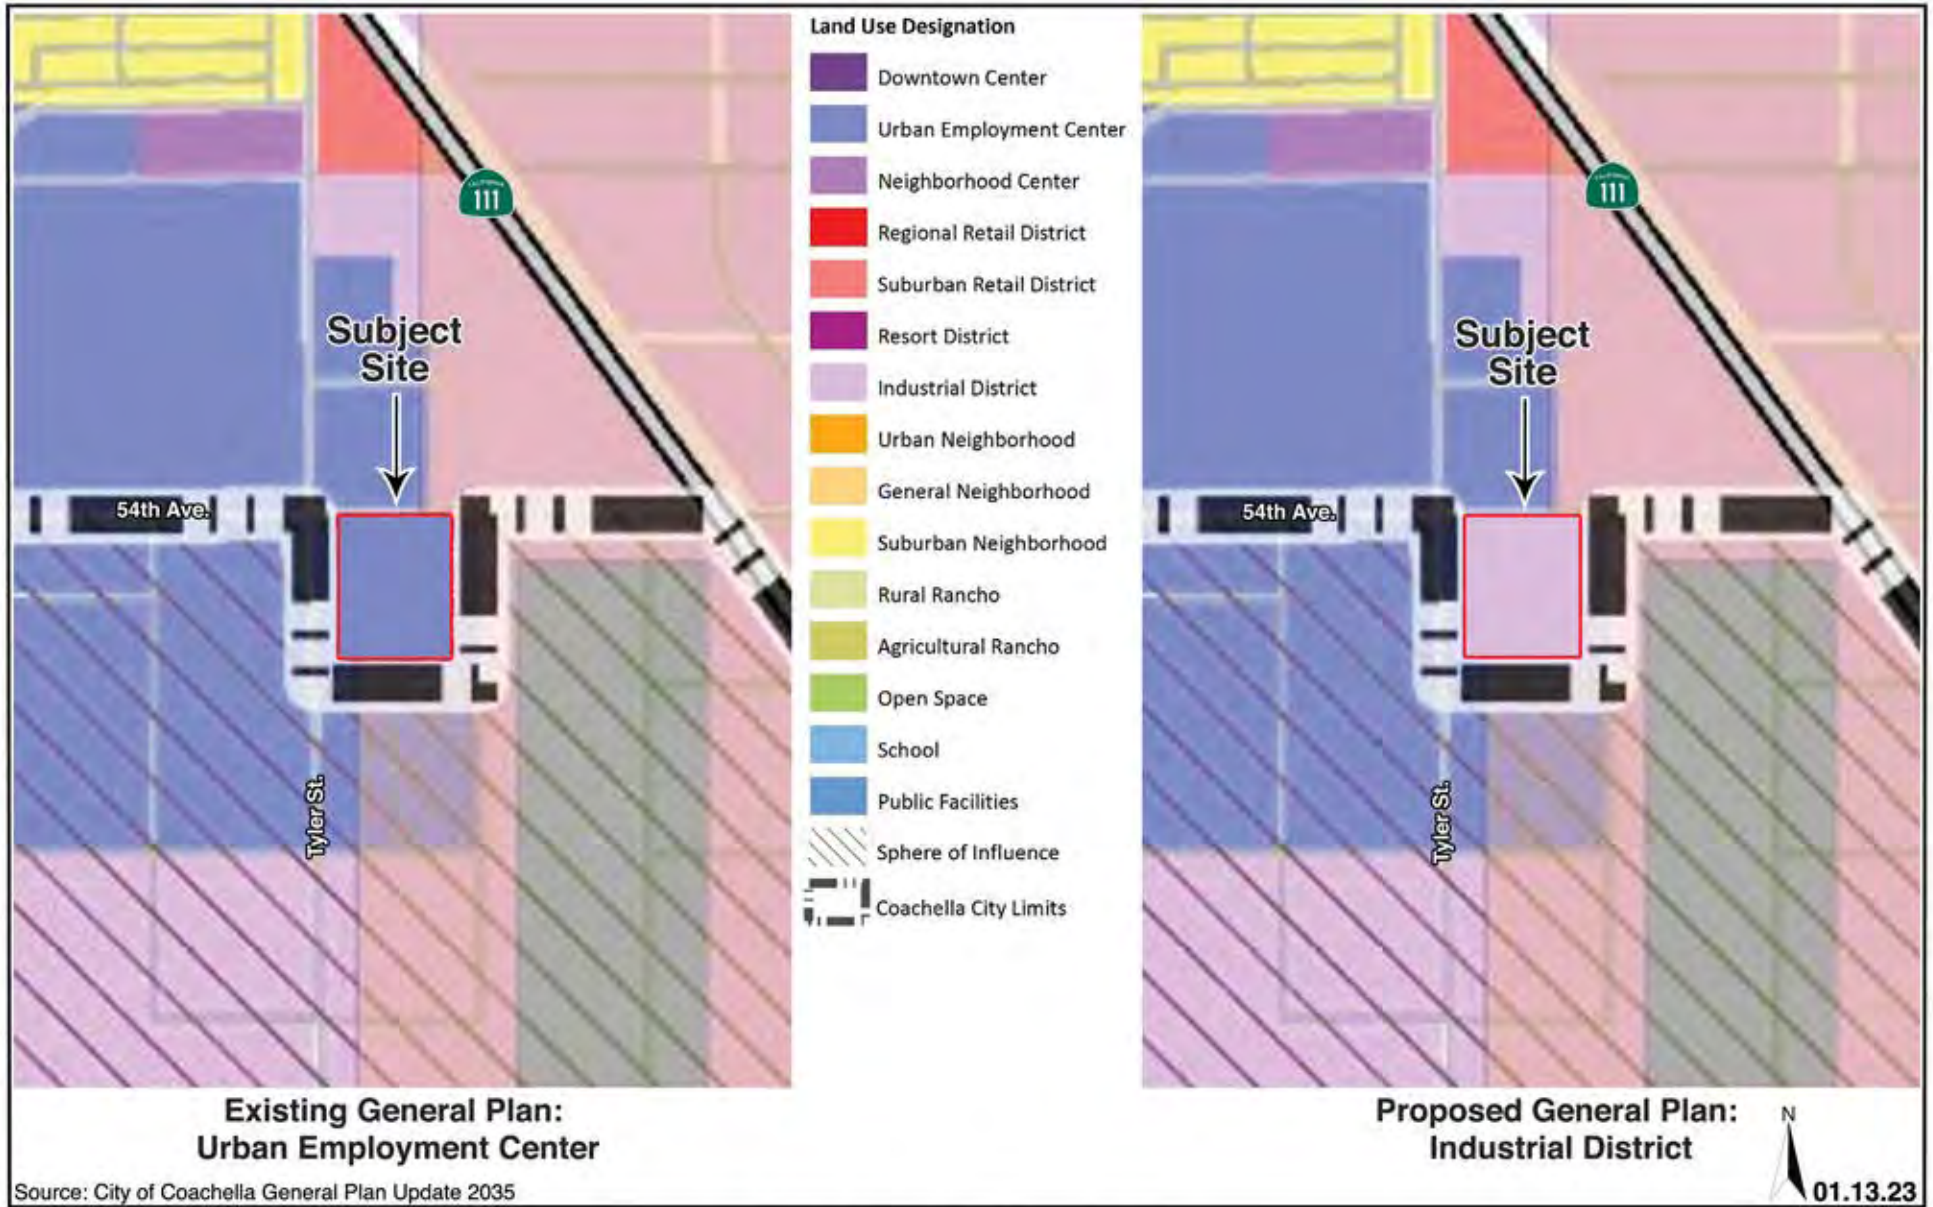 Subject
Site
CALIFORNIA
111
54th Ave.
Tyler St.
Existing General Plan:
Urban Employment Center
Source: City of Coachella General Plan Update 2035
Land Use Designation
Downtown Center
Urban Employment Center
Neighborhood Center
Regional Retail District
Suburban Retail District
Resort District
Industrial District
Urban Neighborhood
General Neighborhood
Suburban Neighborhood
Rural Rancho
Agricultural Rancho
Open Space
School
Public Facilities
Sphere of Influence
Coachella City Limits
CALIFORNIA
111
Subject
Site
54th Ave.
Tyler St.
Proposed General Plan:
Industrial District
N
01.13.23